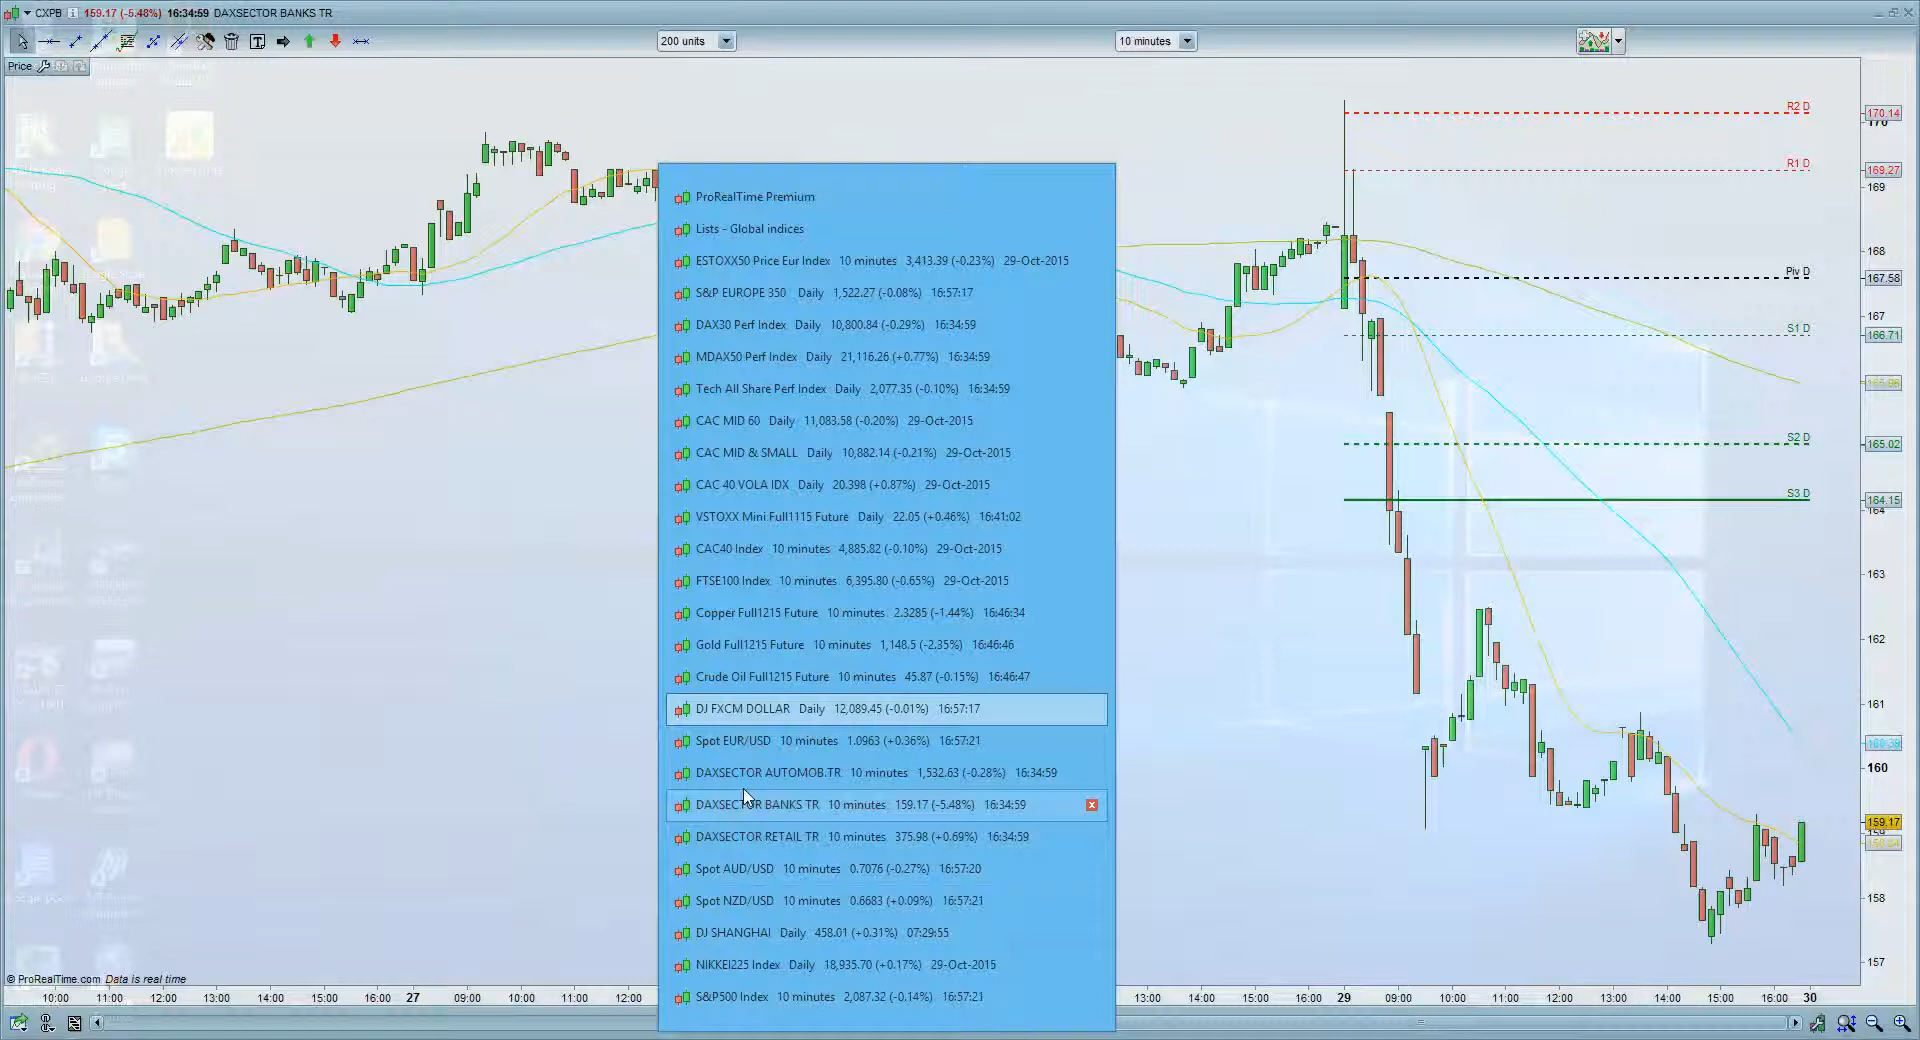 CXPB 159.17 (-5.48%) 16:34:59 DAXSECTOR BANKS TR
200 units
10 minutes
Price
R2 D
170.14
170
R1 D
169.27
169
168
Piv D
167.58
167
S1 D
166.71
S2 D
165.02
S3 D
164.15
164
163
162
161
160
159.17
159
158
157
ProRealTime Premium
Lists - Global indices
ESTOXX50 Price Eur Index 10 minutes 3,413.39 (-0.23%) 29-Oct-2015
S&P EUROPE 350 Daily 1,522.27 (-0.08%) 16:57:17
DAX30 Perf Index Daily 10,800.84 (-0.29%) 16:34:59
MDAX50 Perf Index Daily 21,116.26 (+0.77%) 16:34:59
Tech All Share Perf Index Daily 2,077.35 (-0.10%) 16:34:59
CAC MID 60 Daily 11,083.58 (-0.20%) 29-Oct-2015
CAC MID & SMALL Daily 10,882.14 (-0.21%) 29-Oct-2015
CAC 40 VOLA IDX Daily 20.398 (+0.87%) 29-Oct-2015
VSTOXX Mini Full1115 Future Daily 22.05 (+0.46%) 16:41:02
CAC40 Index 10 minutes 4,885.82 (-0.10%) 29-Oct-2015
FTSE100 Index 10 minutes 6,395.80 (-0.65%) 29-Oct-2015
Copper Full1215 Future 10 minutes 2.3285 (-1.44%) 16:46:34
Gold Full1215 Future 10 minutes 1,148.5 (-2.35%) 16:46:46
Crude Oil Full1215 Future 10 minutes 45.87 (-0.15%) 16:46:47
DJ FXCM DOLLAR Daily 12,089.45 (-0.01%) 16:57:17
Spot EUR/USD 10 minutes 1.0963 (+0.36%) 16:57:21
DAXSECTOR AUTOMOB.TR 10 minutes 1,532.63 (-0.28%) 16:34:59
DAXSECTOR BANKS TR 10 minutes 159.17 (-5.48%) 16:34:59
DAXSECTOR RETAIL TR 10 minutes 375.98 (+0.69%) 16:34:59
Spot AUD/USD 10 minutes 0.7076 (-0.27%) 16:57:20
Spot NZD/USD 10 minutes 0.6683 (+0.09%) 16:57:21
DJ SHANGHAI Daily 458.01 (+0.31%) 07:29:55
NIKKEI225 Index Daily 18,935.70 (+0.17%) 29-Oct-2015
S&P500 Index 10 minutes 2,087.32 (-0.14%) 16:57:21
© ProRealTime.com Data is real time
10:00 11:00 12:00 13:00 14:00 15:00 16:00 27 09:00 10:00 11:00 12:00 13:00 14:00 15:00 16:00 29 09:00 10:00 11:00 12:00 13:00 14:00 15:00 16:00 30